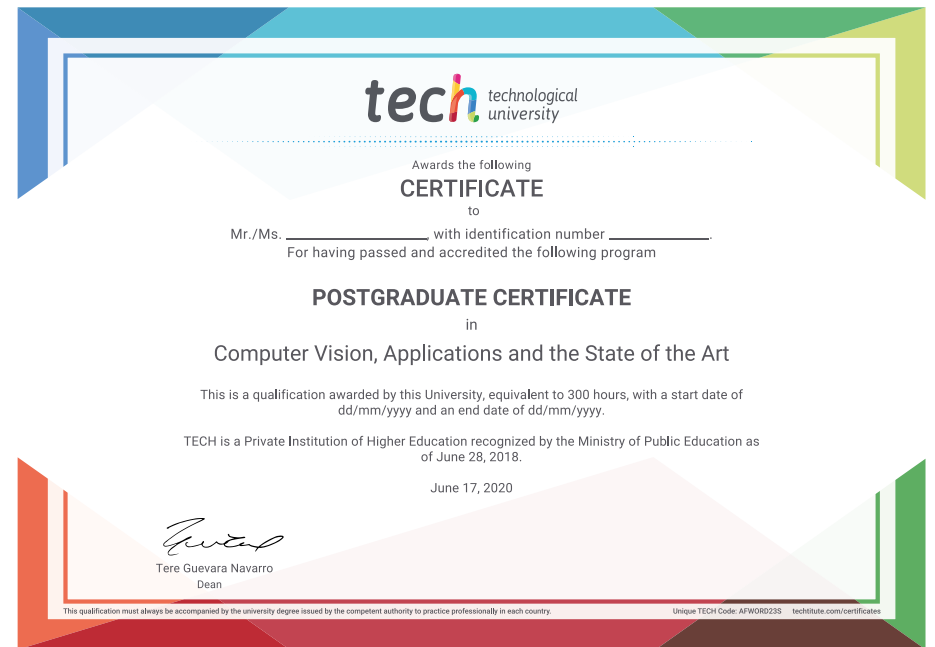 tech technological
university
Awards the following
CERTIFICATE
to
Mr./Ms. ____________________, with identification number ______________.
For having passed and accredited the following program
POSTGRADUATE CERTIFICATE
in
Computer Vision, Applications and the State of the Art
This is a qualification awarded by this University, equivalent to 300 hours, with a start date of
dd/mm/yyyy and an end date of dd/mm/yyyy.
TECH is a Private Institution of Higher Education recognized by the Ministry of Public Education as
of June 28, 2018.
June 17, 2020
Tere Guevara Navarro
Dean
This qualification must always be accompanied by the university degree issued by the competent authority to practice professionally in each country.
Unique TECH Code: AFWORD23S techtitute.com/certificates